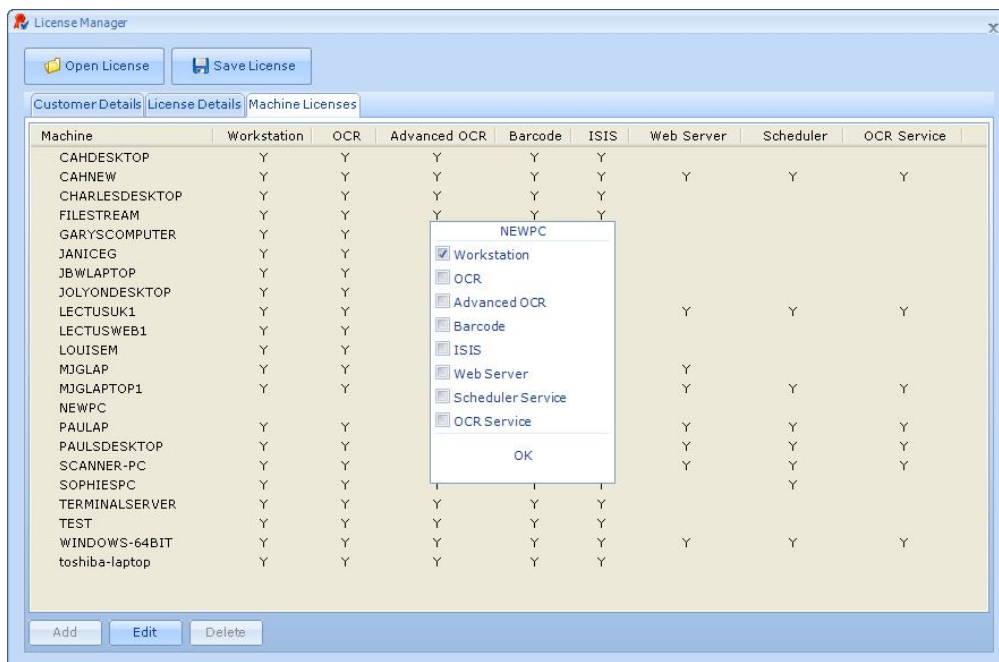 License Manager
x
Open License Save License
Customer Details License Details Machine Licenses
Machine Workstation OCR Advanced OCR Barcode ISIS Web Server Scheduler OCR Service
CAHDESKTOP Y Y Y Y Y
CAHNEW Y Y Y Y Y Y Y Y
CHARLESDESKTOP Y Y Y Y Y
FILESTREAM Y Y Y Y Y
GARYSCOMPUTER Y Y
JANICEG Y Y
JBWLAPTOP Y Y
JOLYONDESKTOP Y Y
LECTUSUK1 Y Y Y Y Y
LECTUSWEB1 Y Y
LOUISEM Y Y
MJGLAP Y Y Y
MJGLAPTOP1 Y Y Y Y Y
NEWPC
PAULAP Y Y Y Y Y
PAULSDESKTOP Y Y Y Y Y
SCANNER-PC Y Y Y Y Y
SOPHIESPC Y Y Y
TERMINALSERVER Y Y Y Y Y
TEST Y Y Y Y Y
WINDOWS-64BIT Y Y Y Y Y Y Y Y
toshiba-laptop Y Y Y Y Y
NEWPC
Workstation
OCR
Advanced OCR
Barcode
ISIS
Web Server
Scheduler Service
OCR Service
OK
Add Edit Delete